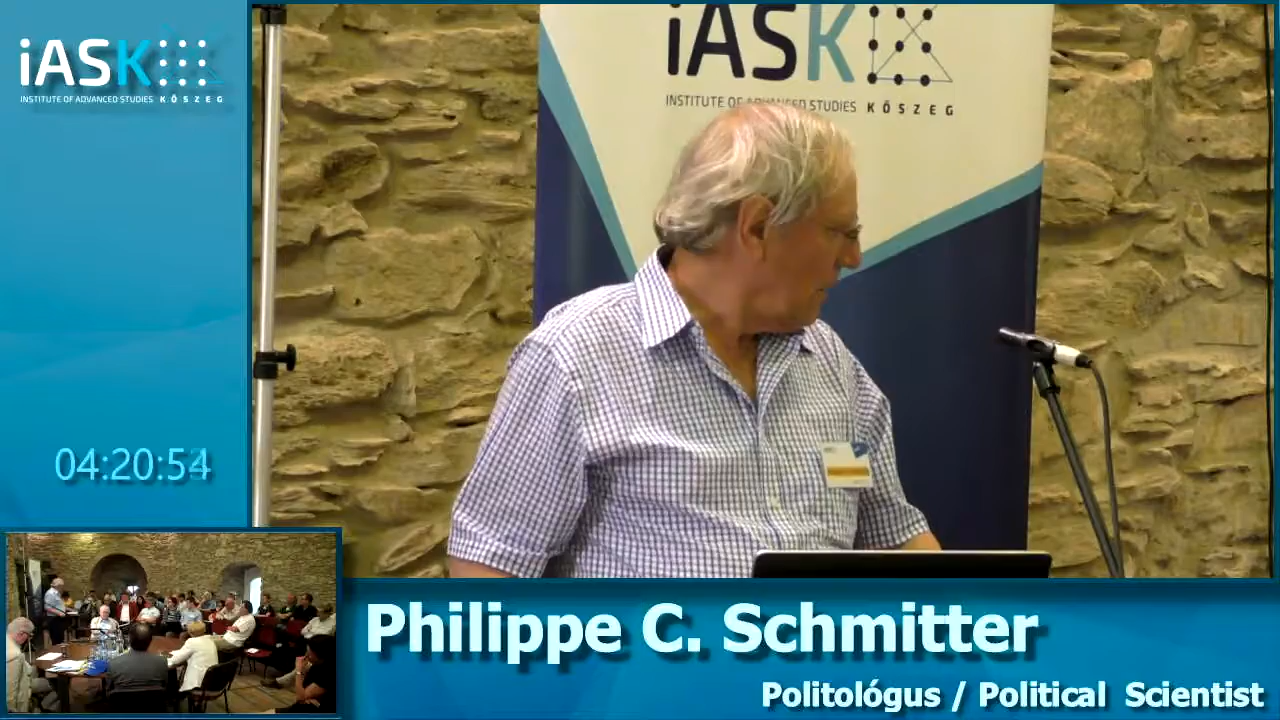 iASK
INSTITUTE OF ADVANCED STUDIES KŐSZEG
iASK
INSTITUTE OF ADVANCED STUDIES KŐSZEG
04:20:54
Philippe C. Schmitter
Politológus / Political Scientist